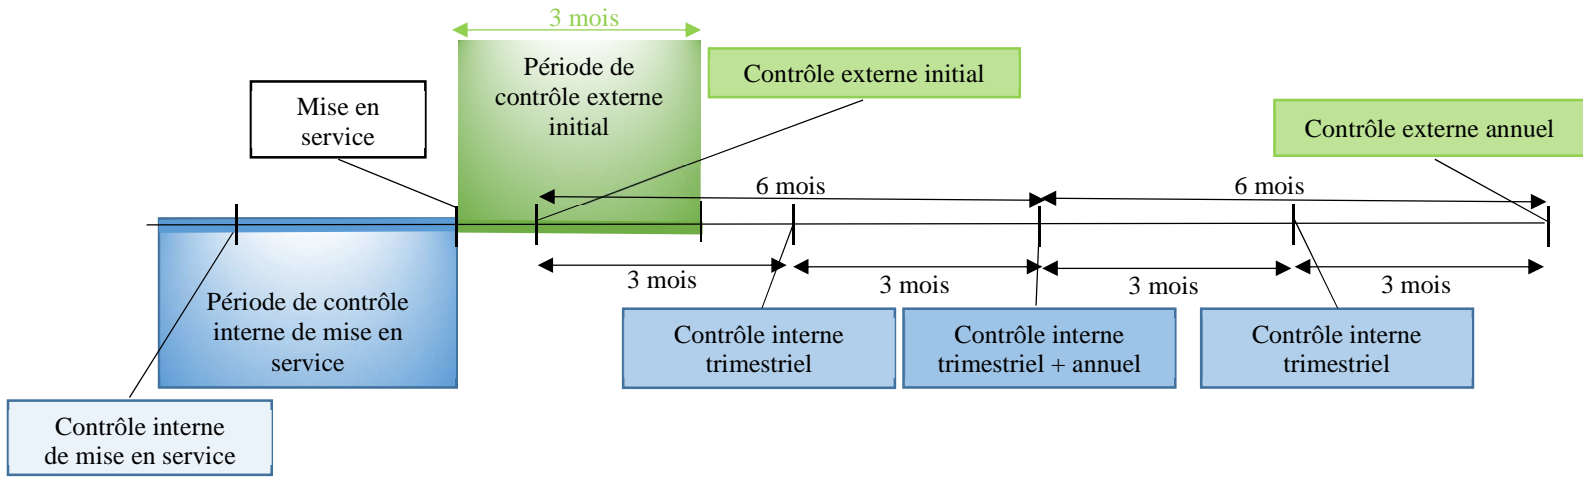 3 mois
Période de
contrôle externe
initial
Contrôle externe initial
Mise en
service
Contrôle externe annuel
6 mois
6 mois
3 mois
3 mois
3 mois
3 mois
Période de contrôle
interne de mise en
service
Contrôle interne
trimestriel
Contrôle interne
trimestriel + annuel
Contrôle interne
trimestriel
Contrôle interne
de mise en service